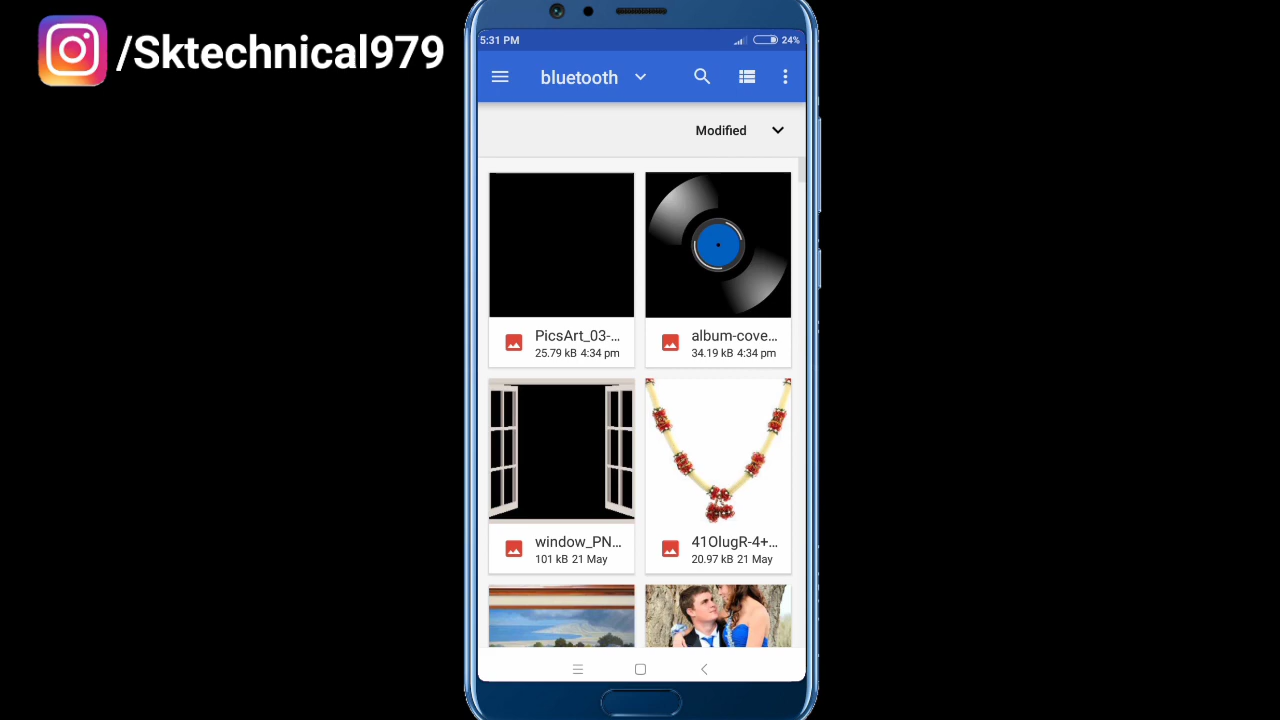 /Sktechnical979
5:31 PM
24%
bluetooth
Modified
PicsArt_03-...
25.79 kB 4:34 pm
album-cove...
34.19 kB 4:34 pm
window_PN...
101 kB 21 May
41OlugR-4+...
20.97 kB 21 May